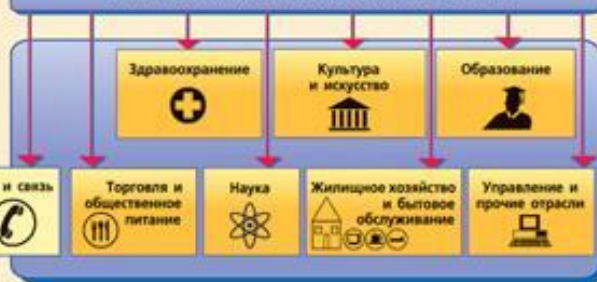 Здравоохранение
Культура
и искусство
Образование
и связь
Торговля и
общественное
питание
Наука
Жилищное хозяйство
и бытовое
обслуживание
Управление и
прочие отрасли